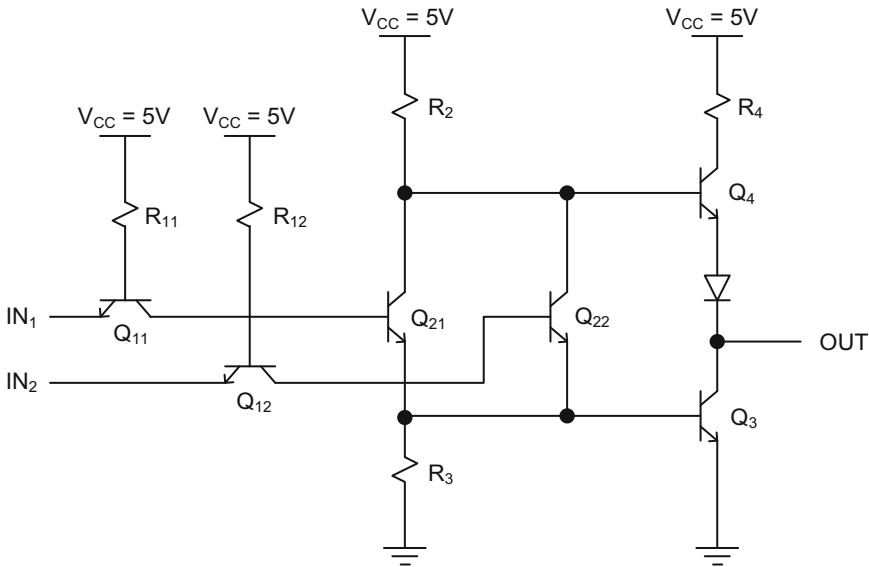 V_CC = 5V V_CC = 5V
R_2 R_4
V_CC = 5V V_CC = 5V
Q_4
R_11 R_12
IN_1 Q_11 Q_21 Q_22
OUT
IN_2 Q_12
Q_3
R_3